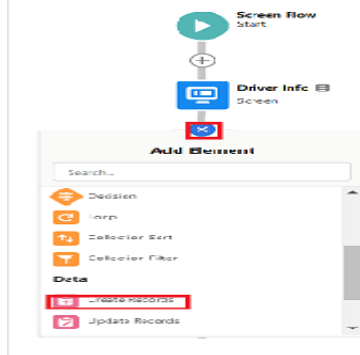 Screen Flow
Start
Driver Info
Screen
Add Element
Search...
Decision
Loop
Collection Sort
Collection Filter
Data
Create Records
Update Records